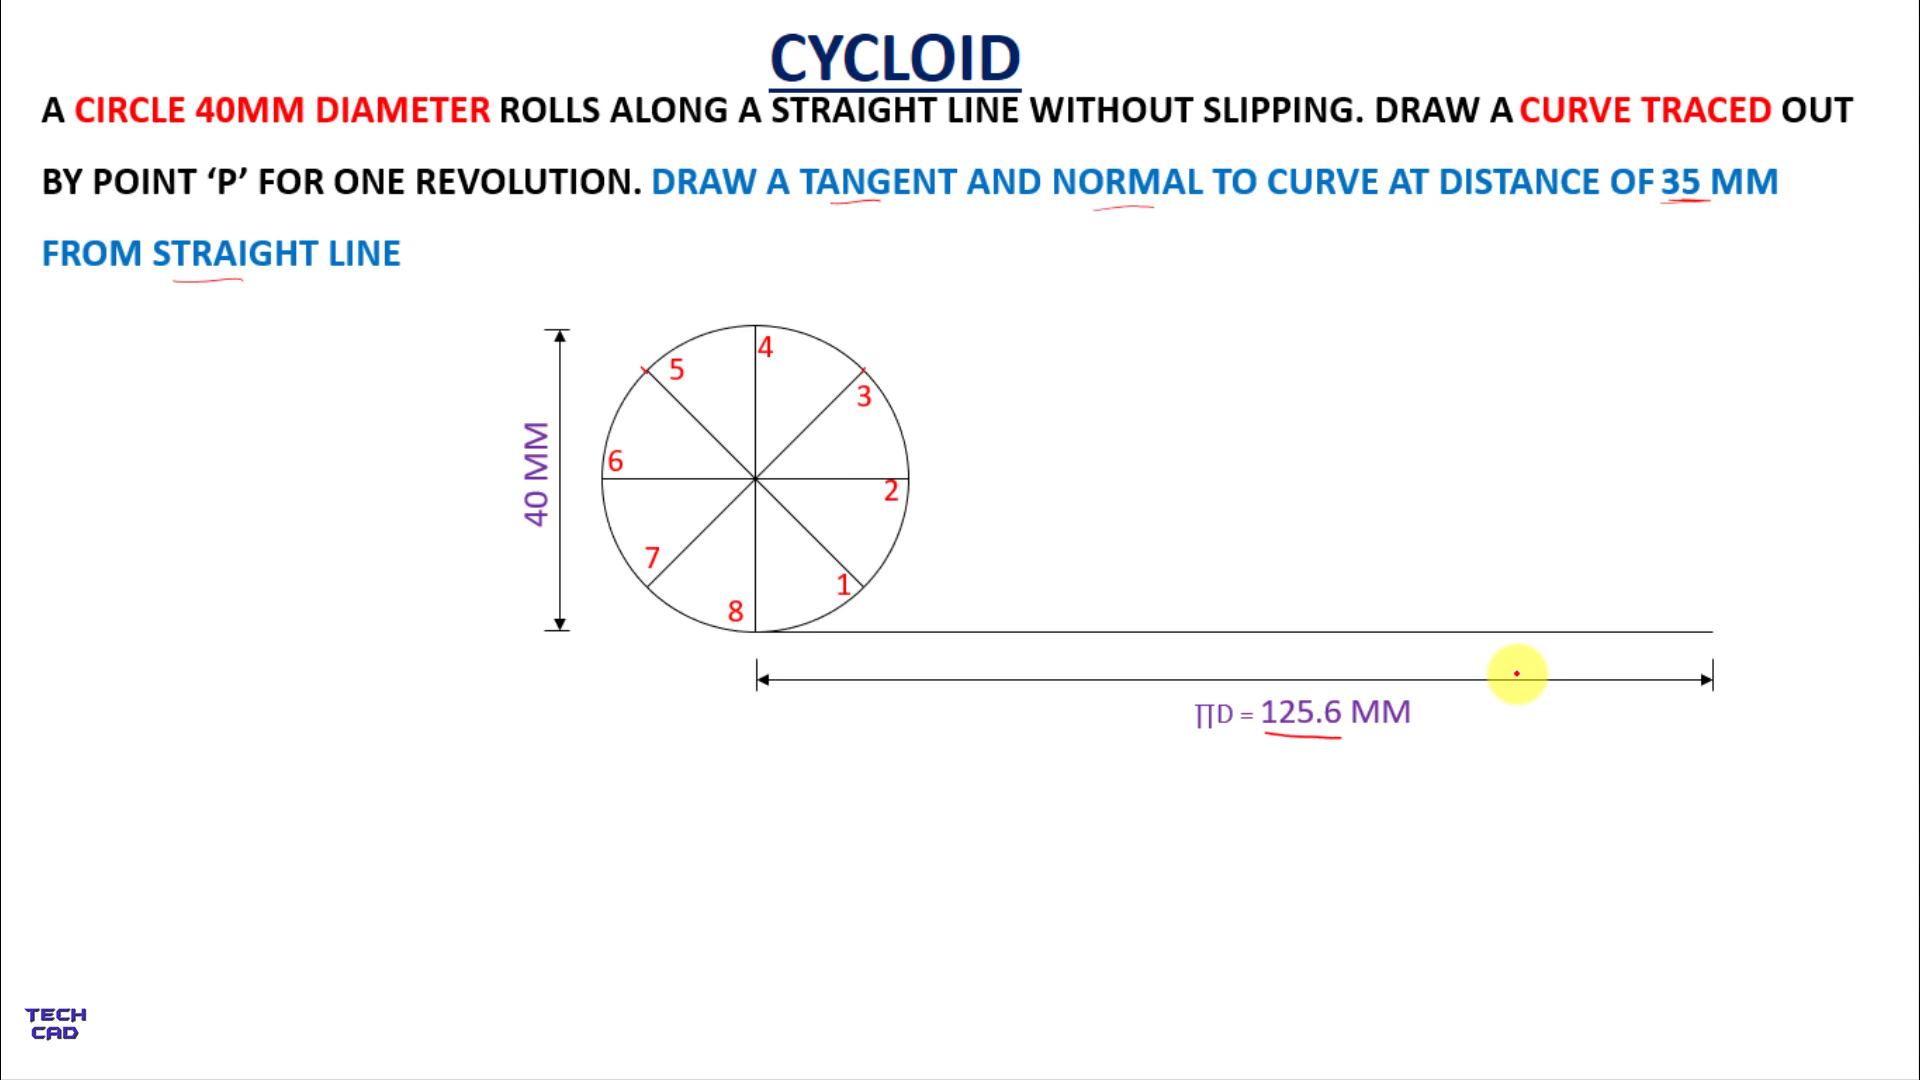 CYCLOID
A CIRCLE 40MM DIAMETER ROLLS ALONG A STRAIGHT LINE WITHOUT SLIPPING. DRAW A CURVE TRACED OUT
BY POINT ‘P’ FOR ONE REVOLUTION. DRAW A TANGENT AND NORMAL TO CURVE AT DISTANCE OF 35 MM
FROM STRAIGHT LINE
4
5
3
40 MM
6
2
7
1
8
∏D = 125.6 MM
TECH
CAD